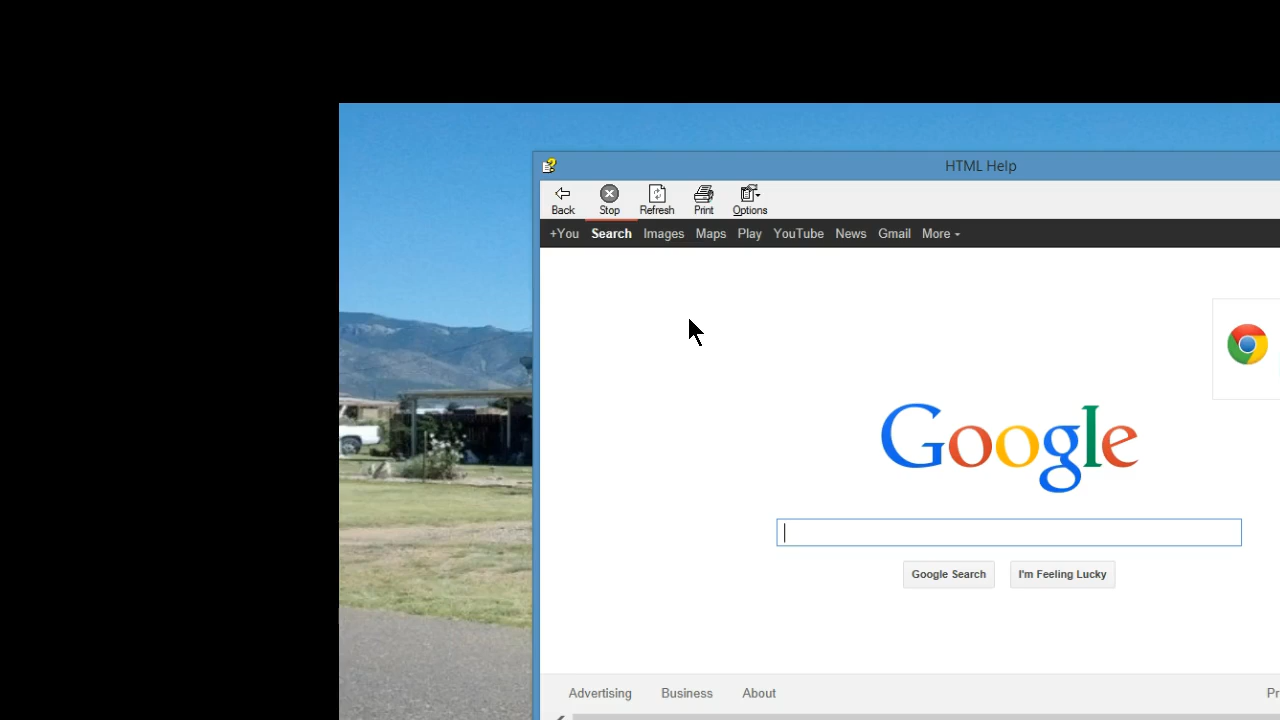 HTML Help
Back Stop Refresh Print Options
+You Search Images Maps Play YouTube News Gmail More
Google
Google Search I'm Feeling Lucky
Advertising Business About